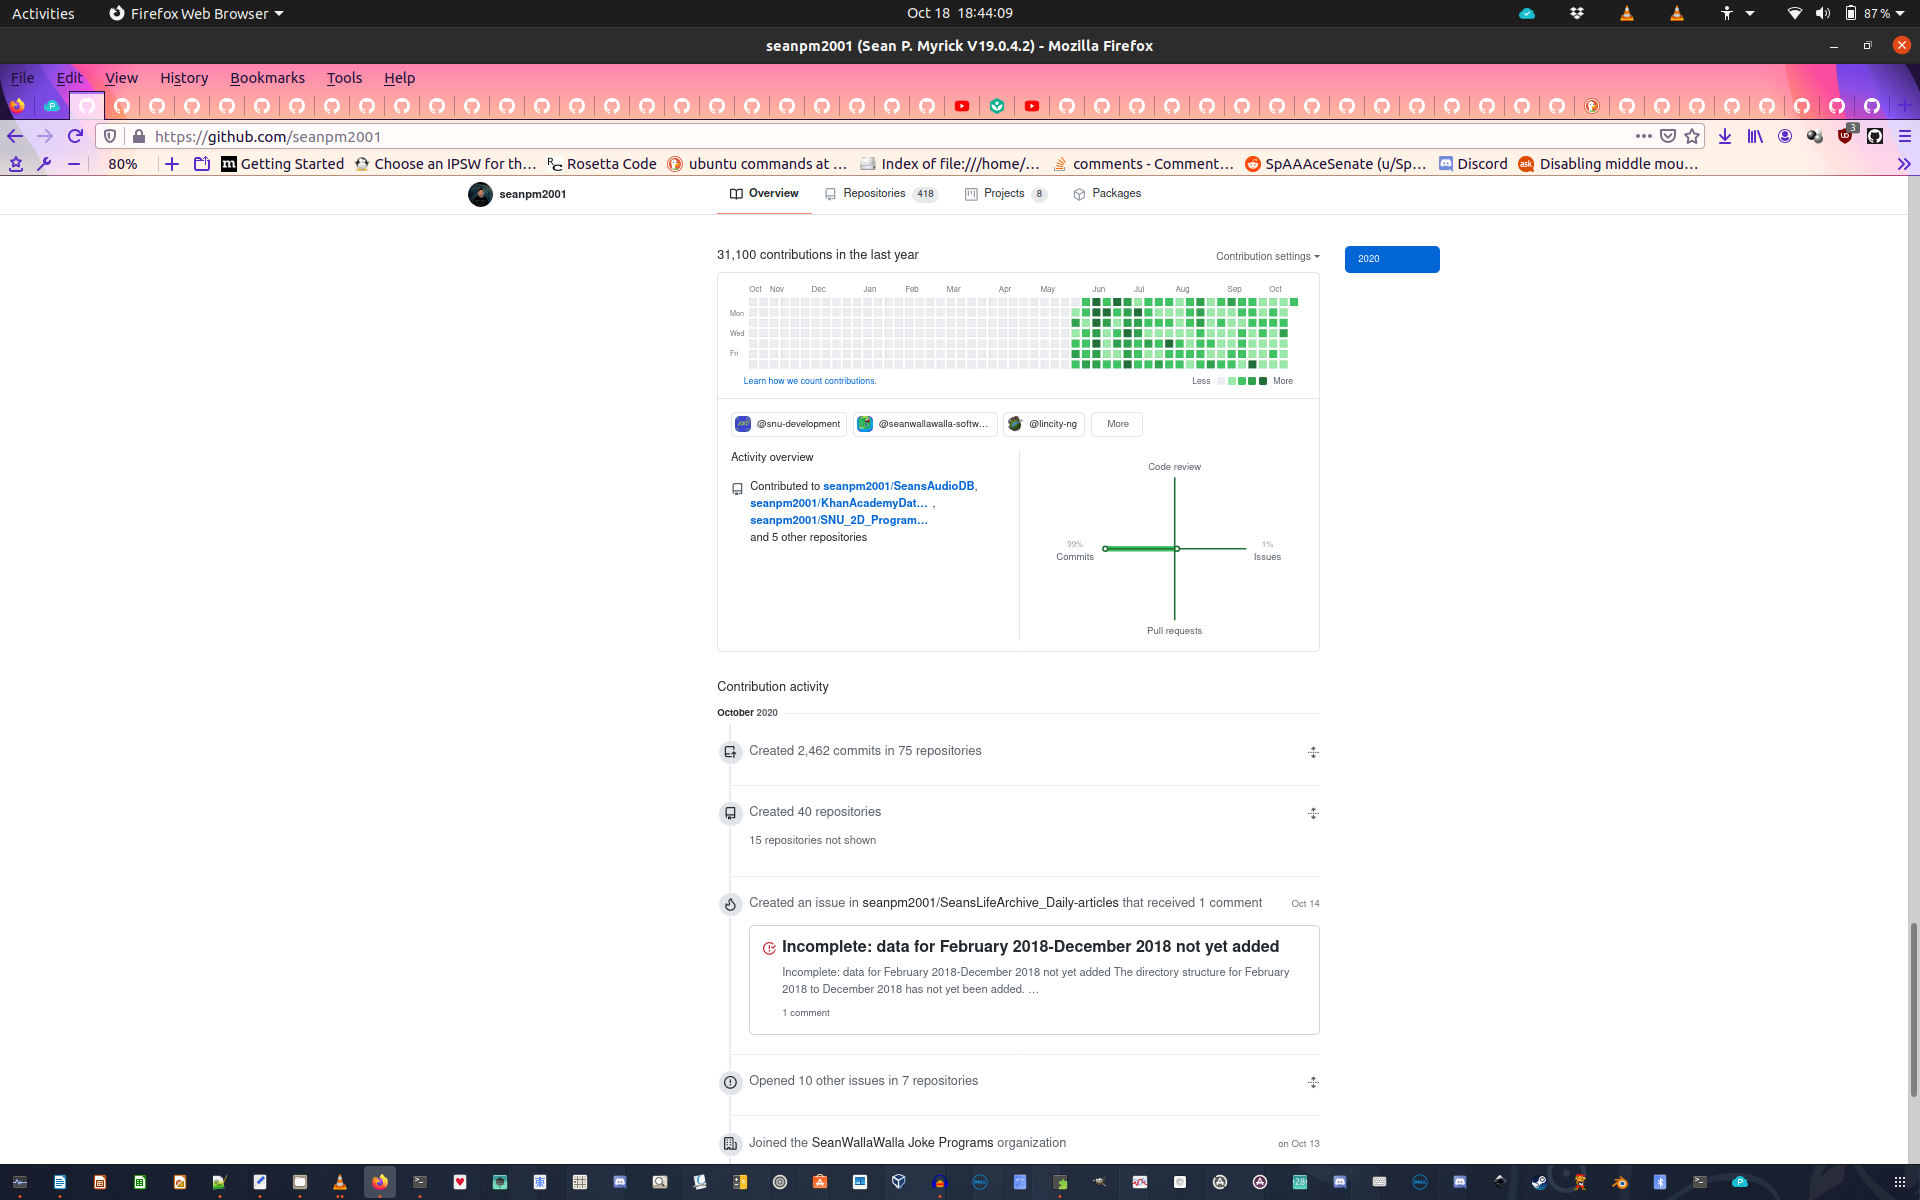 Activities
Firefox Web Browser
Oct 18 18:44:09
87 %
seanpm2001 (Sean P. Myrick V19.0.4.2) - Mozilla Firefox
File Edit View History Bookmarks Tools Help
https://github.com/seanpm2001
3
80%
Getting Started
Choose an IPSW for th…
Rosetta Code
ubuntu commands at …
Index of file:///home/…
comments - Comment…
SpAAAceSenate (u/Sp…
Discord
Disabling middle mou…
seanpm2001
Overview
Repositories 418
Projects 8
Packages
31,100 contributions in the last year
Contribution settings
2020
Oct Nov Dec Jan Feb Mar Apr May Jun Jul Aug Sep Oct
Mon
Wed
Fri
Learn how we count contributions.
Less More
@snu-development
@seanwallawalla-softw…
@lincity-ng
More
Activity overview
Contributed to seanpm2001/SeansAudioDB,
seanpm2001/KhanAcademyDat… ,
seanpm2001/SNU_2D_Program…
and 5 other repositories
Code review
99%
Commits
1%
Issues
Pull requests
Contribution activity
October 2020
Created 2,462 commits in 75 repositories
Created 40 repositories
15 repositories not shown
Created an issue in seanpm2001/SeansLifeArchive_Daily-articles that received 1 comment
Oct 14
Incomplete: data for February 2018-December 2018 not yet added
Incomplete: data for February 2018-December 2018 not yet added The directory structure for February
2018 to December 2018 has not yet been added. …
1 comment
Opened 10 other issues in 7 repositories
Joined the SeanWallaWalla Joke Programs organization
on Oct 13